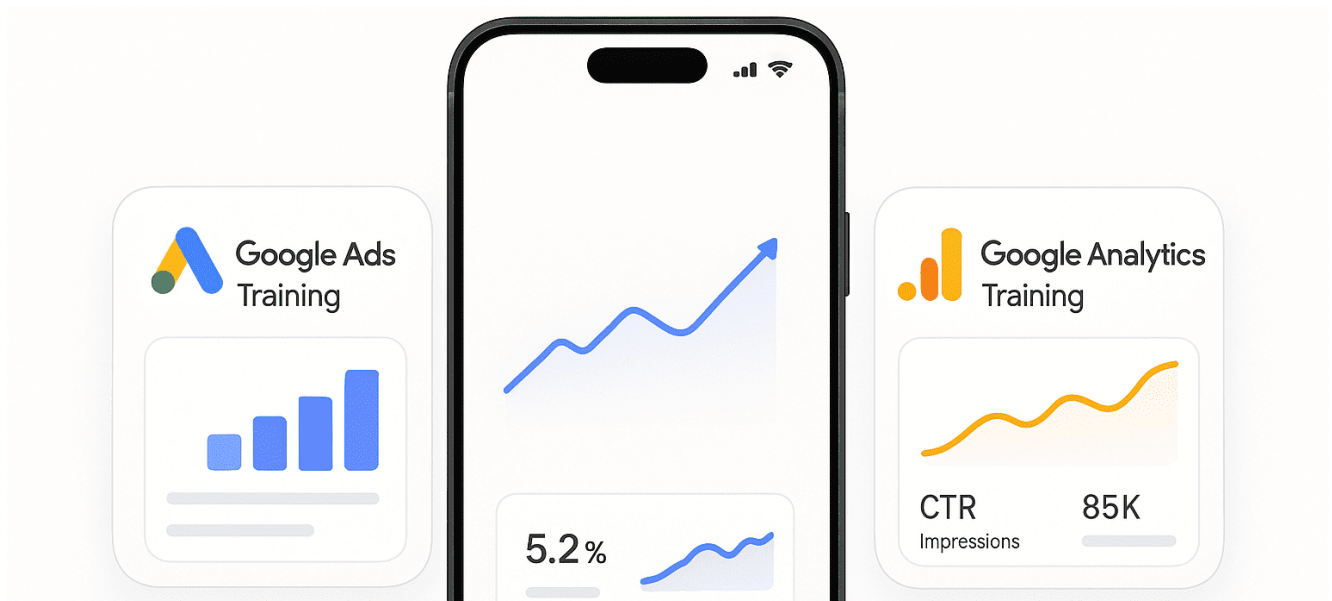 Google Ads
Training
5.2%
Google Analytics
Training
CTR
85K
Impressions